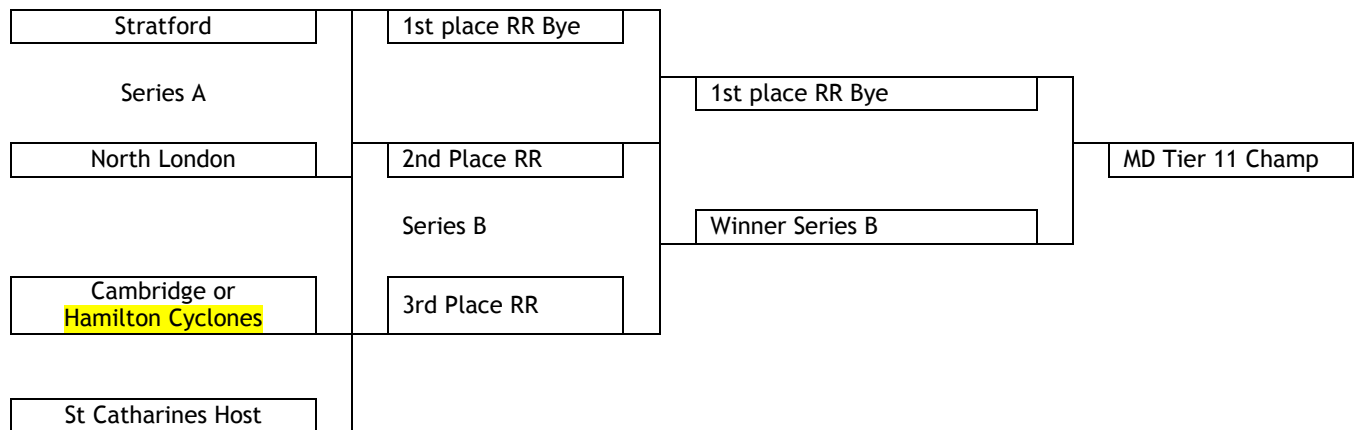 Stratford
1st place RR Bye
Series A
1st place RR Bye
North London
2nd Place RR
MD Tier 11 Champ
Series B
Winner Series B
Cambridge or
Hamilton Cyclones
3rd Place RR
St Catharines Host